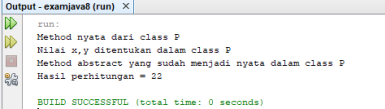 Output - examjava8 (run) ×
run:
Method nyata dari class P
Nilai x,y ditentukan dalam class P
Method abstract yang sudah menjadi nyata dalam class P
Hasil perhitungan = 22
BUILD SUCCESSFUL (total time: 0 seconds)